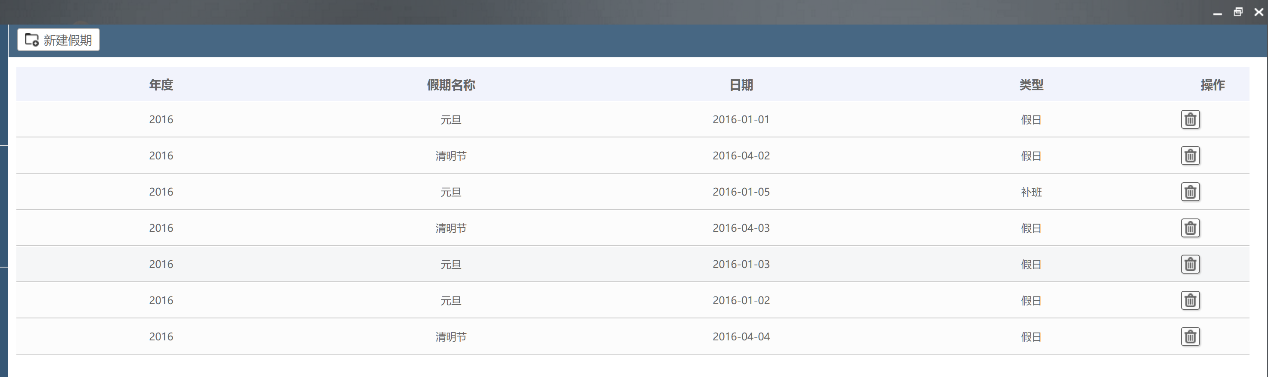 新建假期
年度 假期名称 日期 类型 操作
2016 元旦 2016-01-01 假日
2016 清明节 2016-04-02 假日
2016 元旦 2016-01-05 补班
2016 清明节 2016-04-03 假日
2016 元旦 2016-01-03 假日
2016 元旦 2016-01-02 假日
2016 清明节 2016-04-04 假日